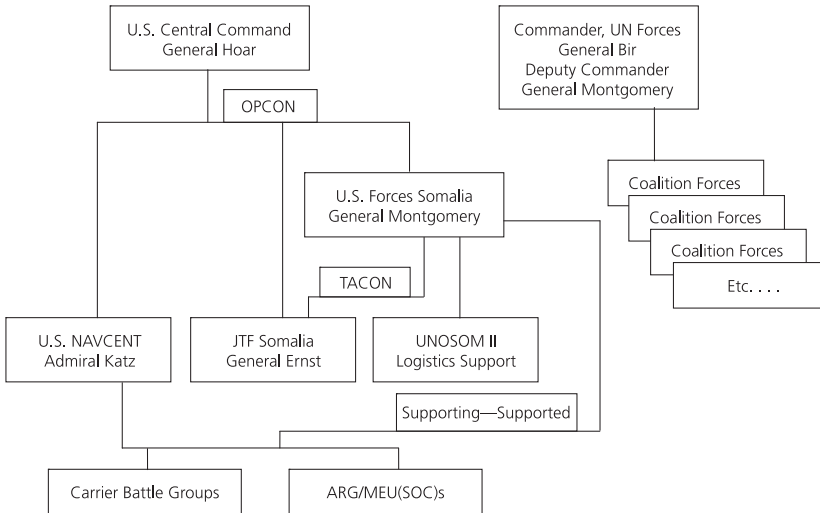 U.S. Central Command
General Hoar
Commander, UN Forces
General Bir
Deputy Commander
General Montgomery
OPCON
U.S. Forces Somalia
General Montgomery
Coalition Forces
Coalition Forces
Coalition Forces
Etc. . . .
TACON
U.S. NAVCENT
Admiral Katz
JTF Somalia
General Ernst
UNOSOM II
Logistics Support
Supporting—Supported
Carrier Battle Groups
ARG/MEU(SOC)s